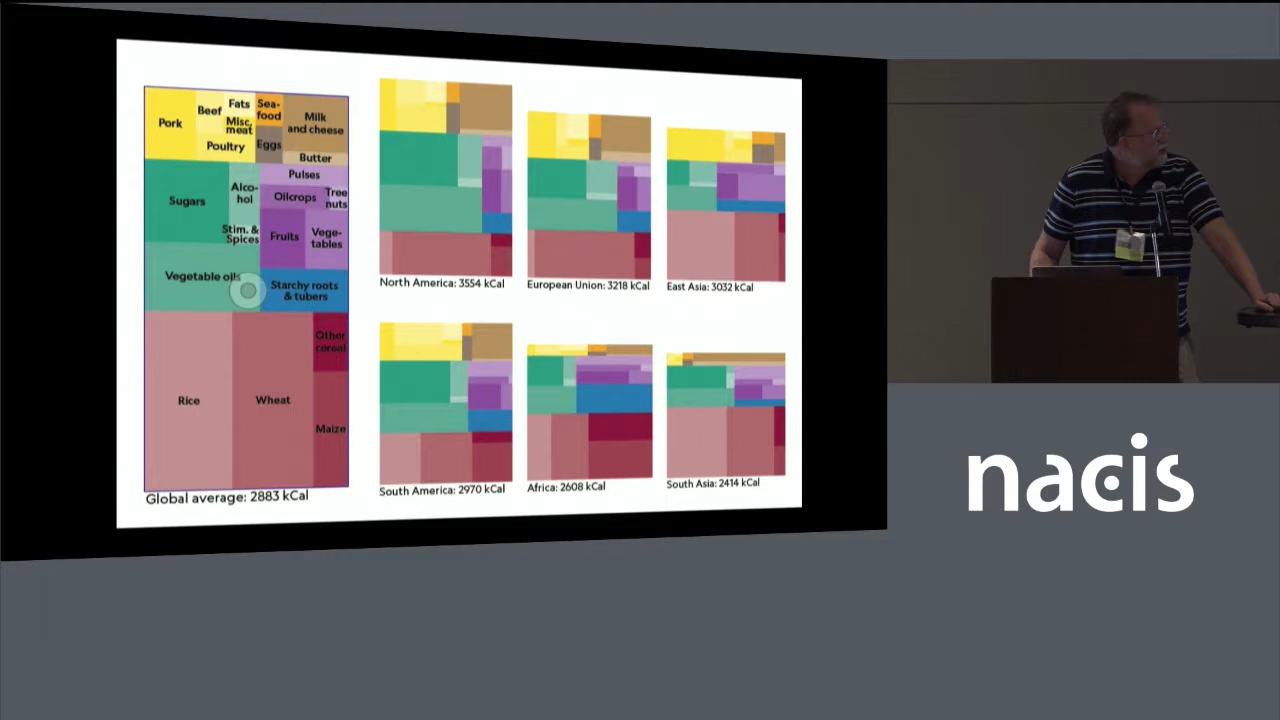 Pork
Beef
Fats
Sea-
food
Misc.
meat
Milk
and cheese
Poultry
Eggs
Butter
Pulses
Sugars
Alco-
hol
Oilcrops
Tree
nuts
Stim. &
Spices
Fruits
Vege-
tables
Vegetable oils
Starchy roots
& tubers
Rice
Wheat
Other
cereal
Maize
Global average: 2883 kCal
North America: 3554 kCal
European Union: 3218 kCal
East Asia: 3032 kCal
South America: 2970 kCal
Africa: 2608 kCal
South Asia: 2414 kCal
nacis